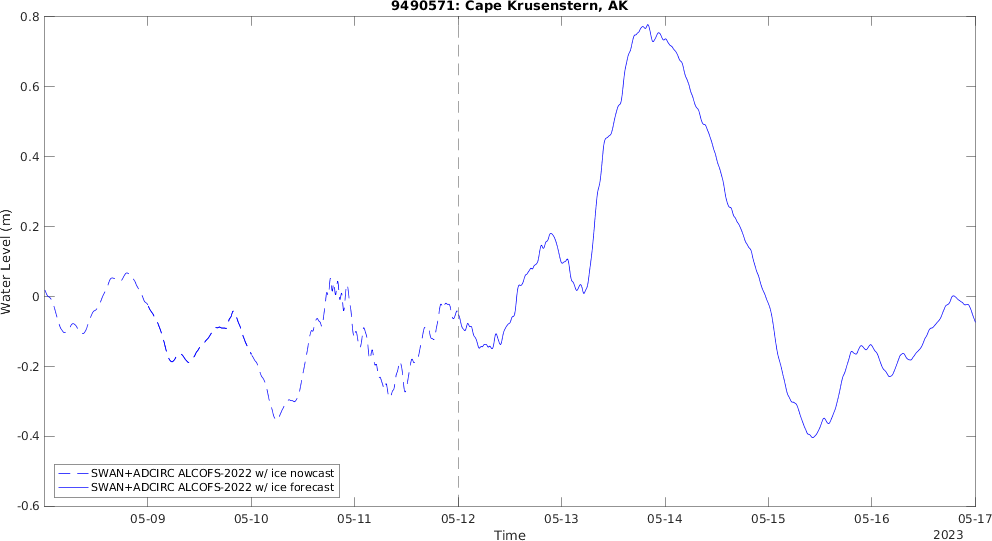 9490571: Cape Krusenstern, AK
0.8
0.6
0.4
0.2
0
-0.2
-0.4
-0.6
Water Level (m)
SWAN+ADCIRC ALCOFS-2022 w/ ice nowcast
SWAN+ADCIRC ALCOFS-2022 w/ ice forecast
05-09 05-10 05-11 05-12 05-13 05-14 05-15 05-16 05-17
Time
2023